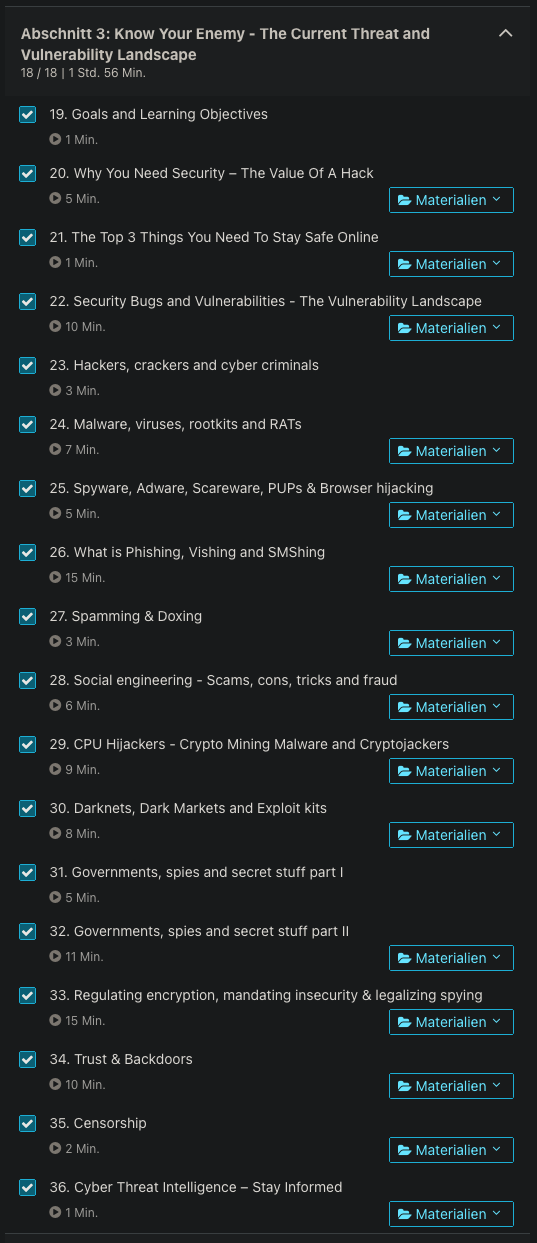 Abschnitt 3: Know Your Enemy - The Current Threat and
Vulnerability Landscape
18 / 18 | 1 Std. 56 Min.
19. Goals and Learning Objectives
1 Min.
20. Why You Need Security – The Value Of A Hack
5 Min.
Materialien
21. The Top 3 Things You Need To Stay Safe Online
1 Min.
Materialien
22. Security Bugs and Vulnerabilities - The Vulnerability Landscape
10 Min.
Materialien
23. Hackers, crackers and cyber criminals
3 Min.
24. Malware, viruses, rootkits and RATs
7 Min.
Materialien
25. Spyware, Adware, Scareware, PUPs & Browser hijacking
5 Min.
Materialien
26. What is Phishing, Vishing and SMShing
15 Min.
Materialien
27. Spamming & Doxing
3 Min.
Materialien
28. Social engineering - Scams, cons, tricks and fraud
6 Min.
Materialien
29. CPU Hijackers - Crypto Mining Malware and Cryptojackers
9 Min.
Materialien
30. Darknets, Dark Markets and Exploit kits
8 Min.
Materialien
31. Governments, spies and secret stuff part I
5 Min.
32. Governments, spies and secret stuff part II
11 Min.
Materialien
33. Regulating encryption, mandating insecurity & legalizing spying
15 Min.
Materialien
34. Trust & Backdoors
10 Min.
Materialien
35. Censorship
2 Min.
Materialien
36. Cyber Threat Intelligence – Stay Informed
1 Min.
Materialien